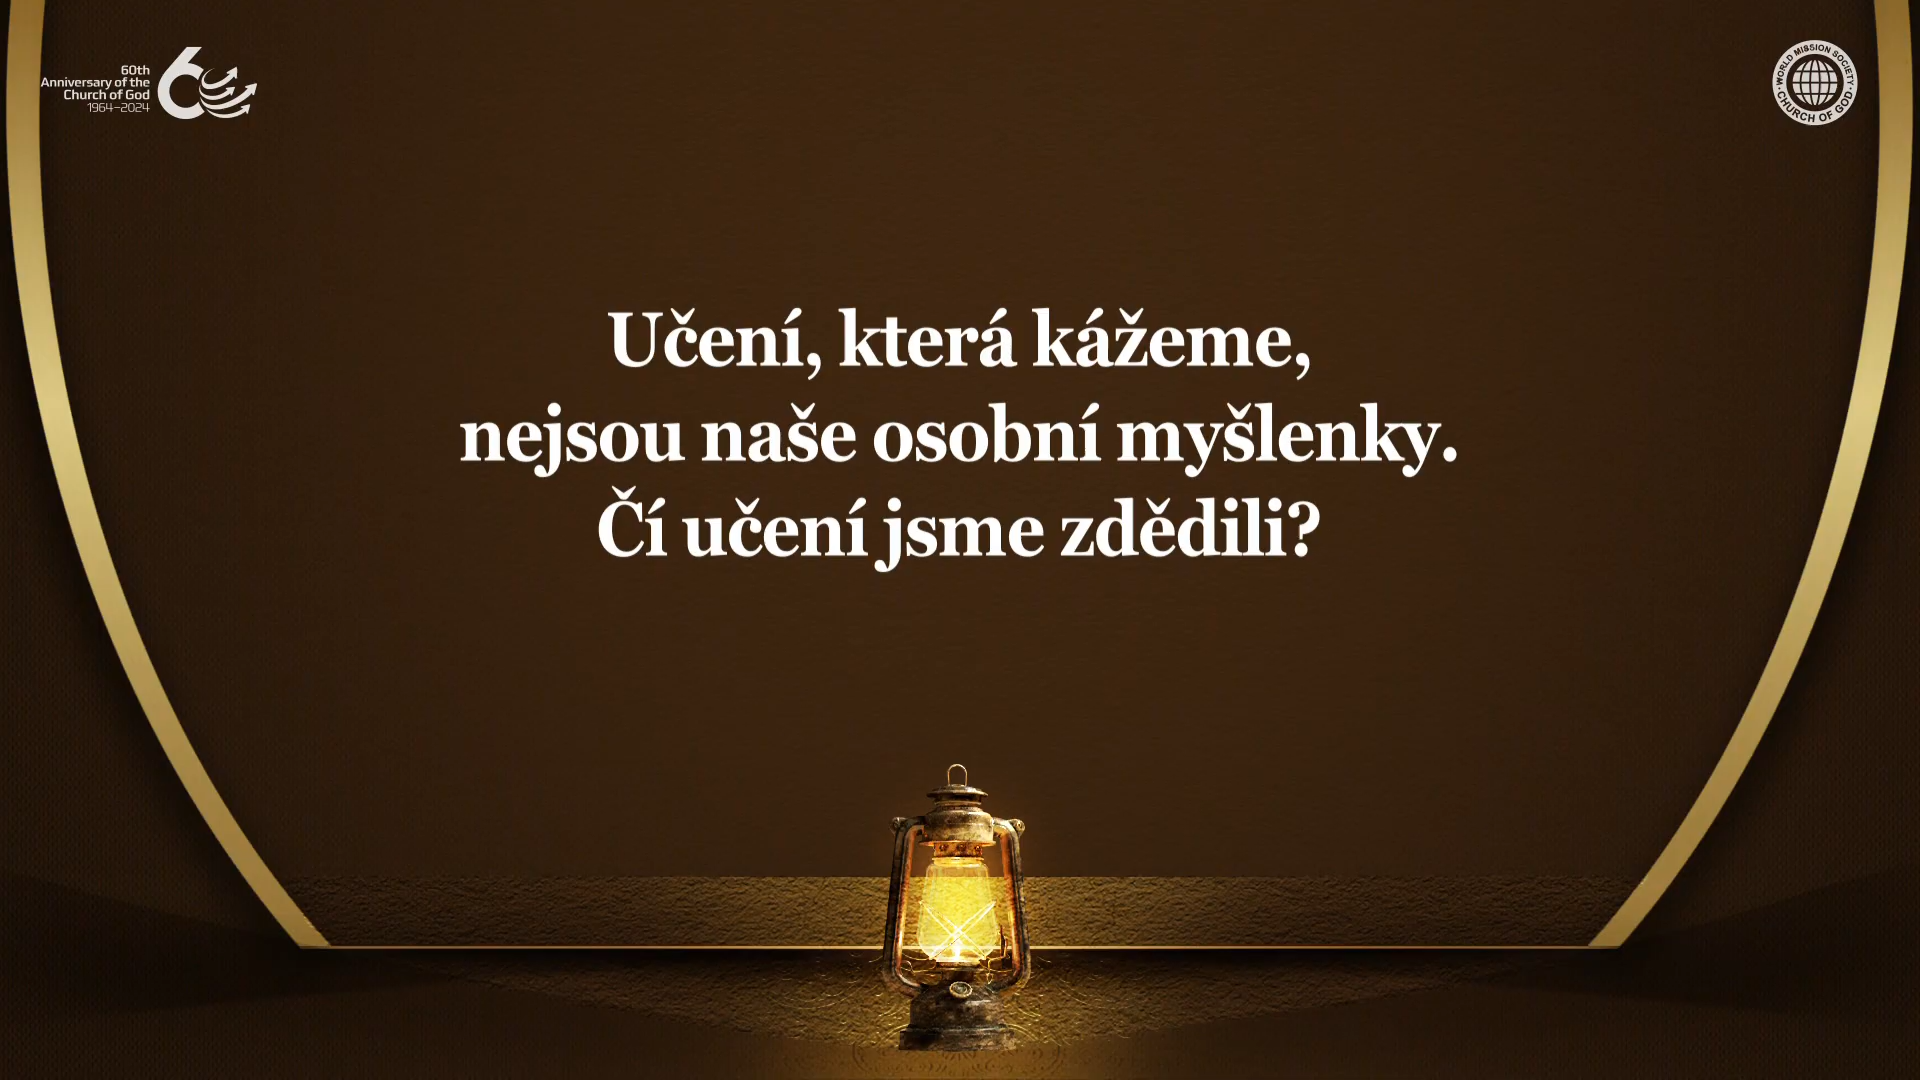 60th
Anniversary of the
Church of God
1964–2024
60
WORLD MISSION SOCIETY
CHURCH OF GOD
Učení, která kážeme,
nejsou naše osobní myšlenky.
Čí učení jsme zdědili?